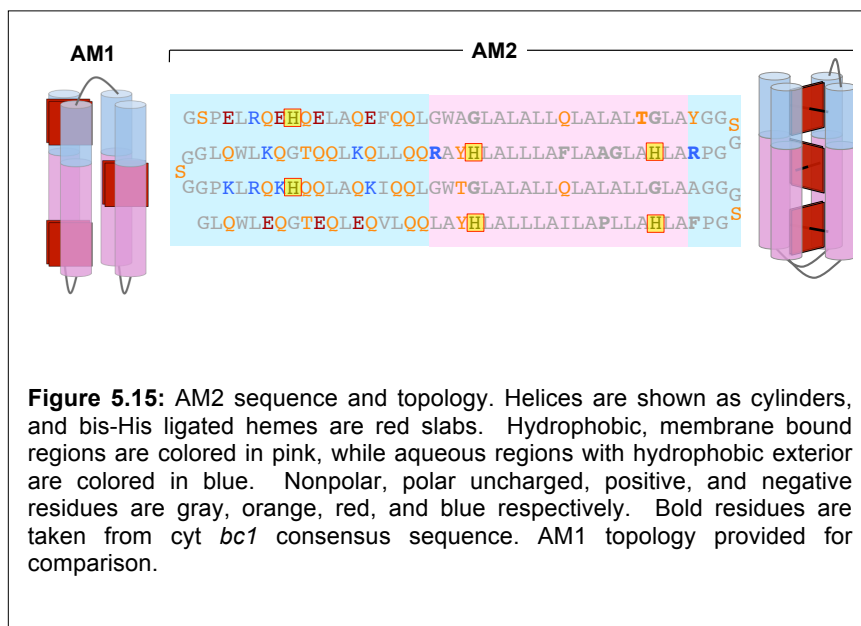 AM1
AM2
GSPELRQEHQELAQEFQQLGWAGLALALLQLALALTGLAYGG
S
G
GGLQWLKQGTQQLKQLLQQRAYHLALLLAFLAAGLAHLARPG
S
GGPKLRQKHQQLAQKIQQLGWTGLALALLQLALALLGLAAGGG
S
GLQWLEQGTEQLEQVLQQLAYHLALLLAILAPLLAHLAFPG
Figure 5.15: AM2 sequence and topology. Helices are shown as cylinders,
and bis-His ligated hemes are red slabs. Hydrophobic, membrane bound
regions are colored in pink, while aqueous regions with hydrophobic exterior
are colored in blue. Nonpolar, polar uncharged, positive, and negative
residues are gray, orange, red, and blue respectively. Bold residues are
taken from cyt bc1 consensus sequence. AM1 topology provided for
comparison.